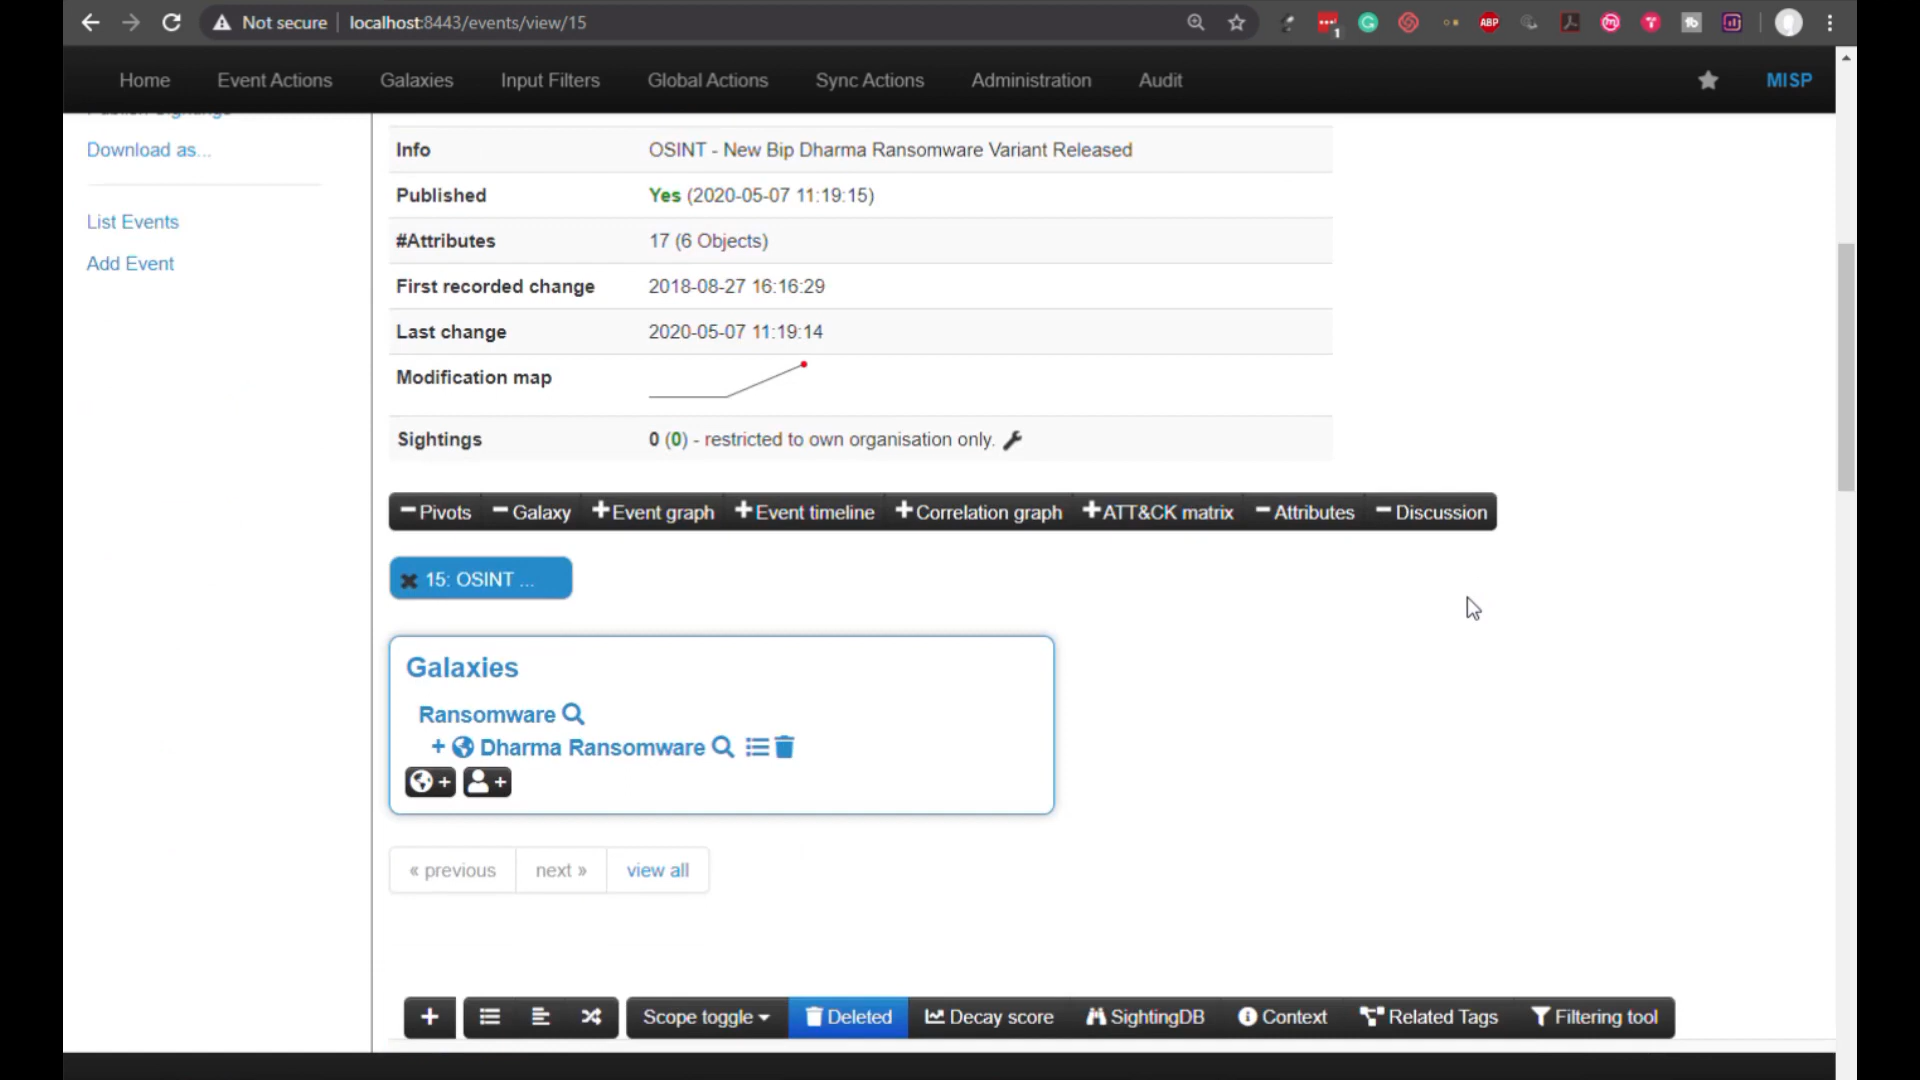 Not secure localhost:8443/events/view/15
1
ABP
Home Event Actions Galaxies Input Filters Global Actions Sync Actions Administration Audit MISP
Download as...
List Events
Add Event
Info OSINT - New Bip Dharma Ransomware Variant Released
Published Yes (2020-05-07 11:19:15)
#Attributes 17 (6 Objects)
First recorded change 2018-08-27 16:16:29
Last change 2020-05-07 11:19:14
Modification map
Sightings 0 (0) - restricted to own organisation only.
Pivots Galaxy +Event graph +Event timeline +Correlation graph +ATT&CK matrix Attributes Discussion
15: OSINT ...
Galaxies
Ransomware
+ Dharma Ransomware
+ +
« previous next » view all
+ Scope toggle Deleted Decay score SightingDB Context Related Tags Filtering tool